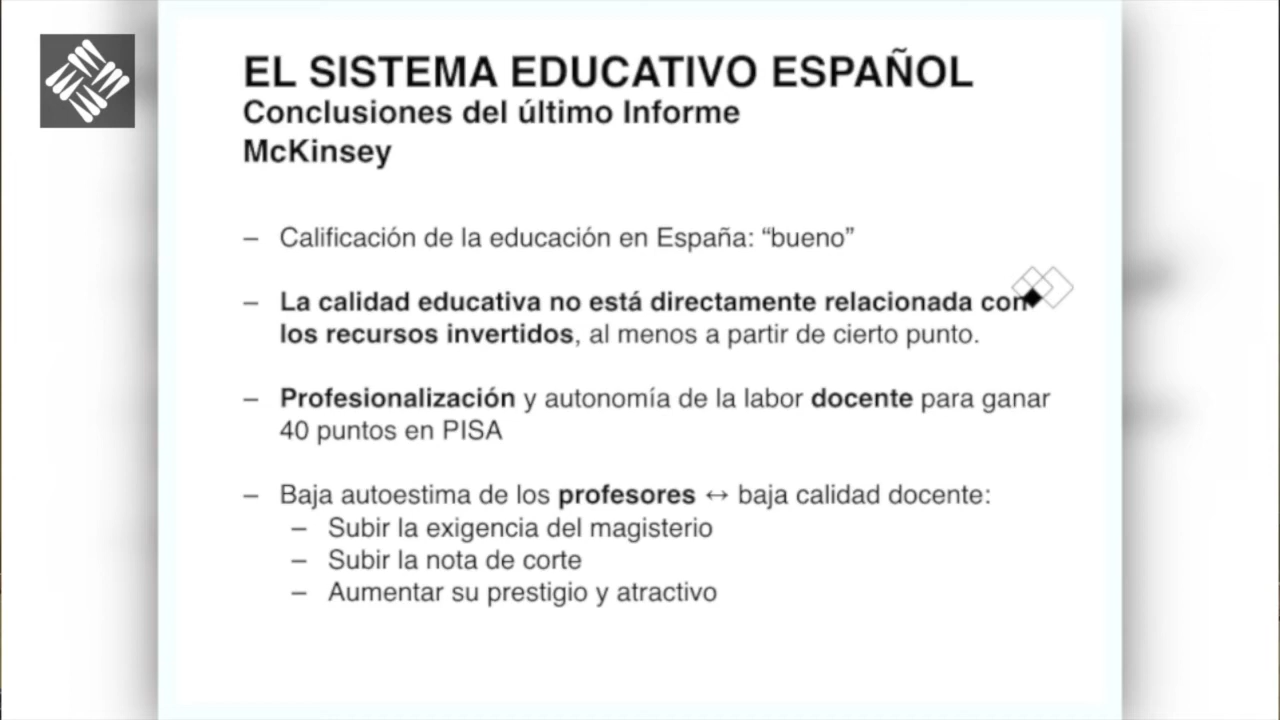 EL SISTEMA EDUCATIVO ESPAÑOL
Conclusiones del último Informe
McKinsey
– Calificación de la educación en España: “bueno”
– La calidad educativa no está directamente relacionada con
los recursos invertidos, al menos a partir de cierto punto.
– Profesionalización y autonomía de la labor docente para ganar
40 puntos en PISA
– Baja autoestima de los profesores ↔ baja calidad docente:
– Subir la exigencia del magisterio
– Subir la nota de corte
– Aumentar su prestigio y atractivo